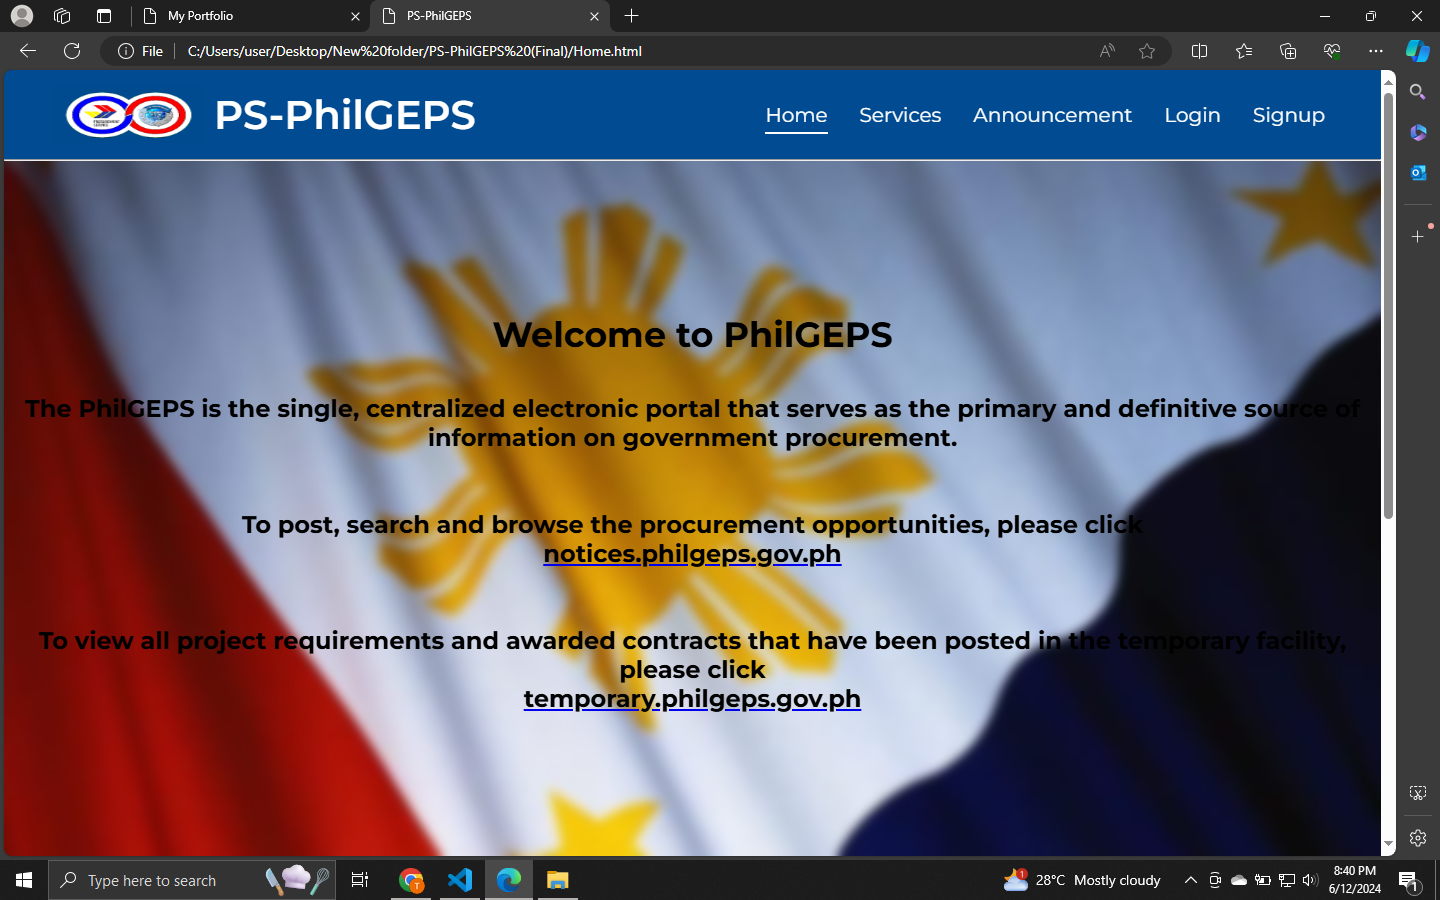 My Portfolio
PS-PhilGEPS
File
C:/Users/user/Desktop/New%20folder/PS-PhilGEPS%20(Final)/Home.html
PS-PhilGEPS
Home
Services
Announcement
Login
Signup
Welcome to PhilGEPS
The PhilGEPS is the single, centralized electronic portal that serves as the primary and definitive source of
information on government procurement.
To post, search and browse the procurement opportunities, please click
notices.philgeps.gov.ph
To view all project requirements and awarded contracts that have been posted in the temporary facility,
please click
temporary.philgeps.gov.ph
Type here to search
T
1
28°C Mostly cloudy
8:40 PM
6/12/2024
1